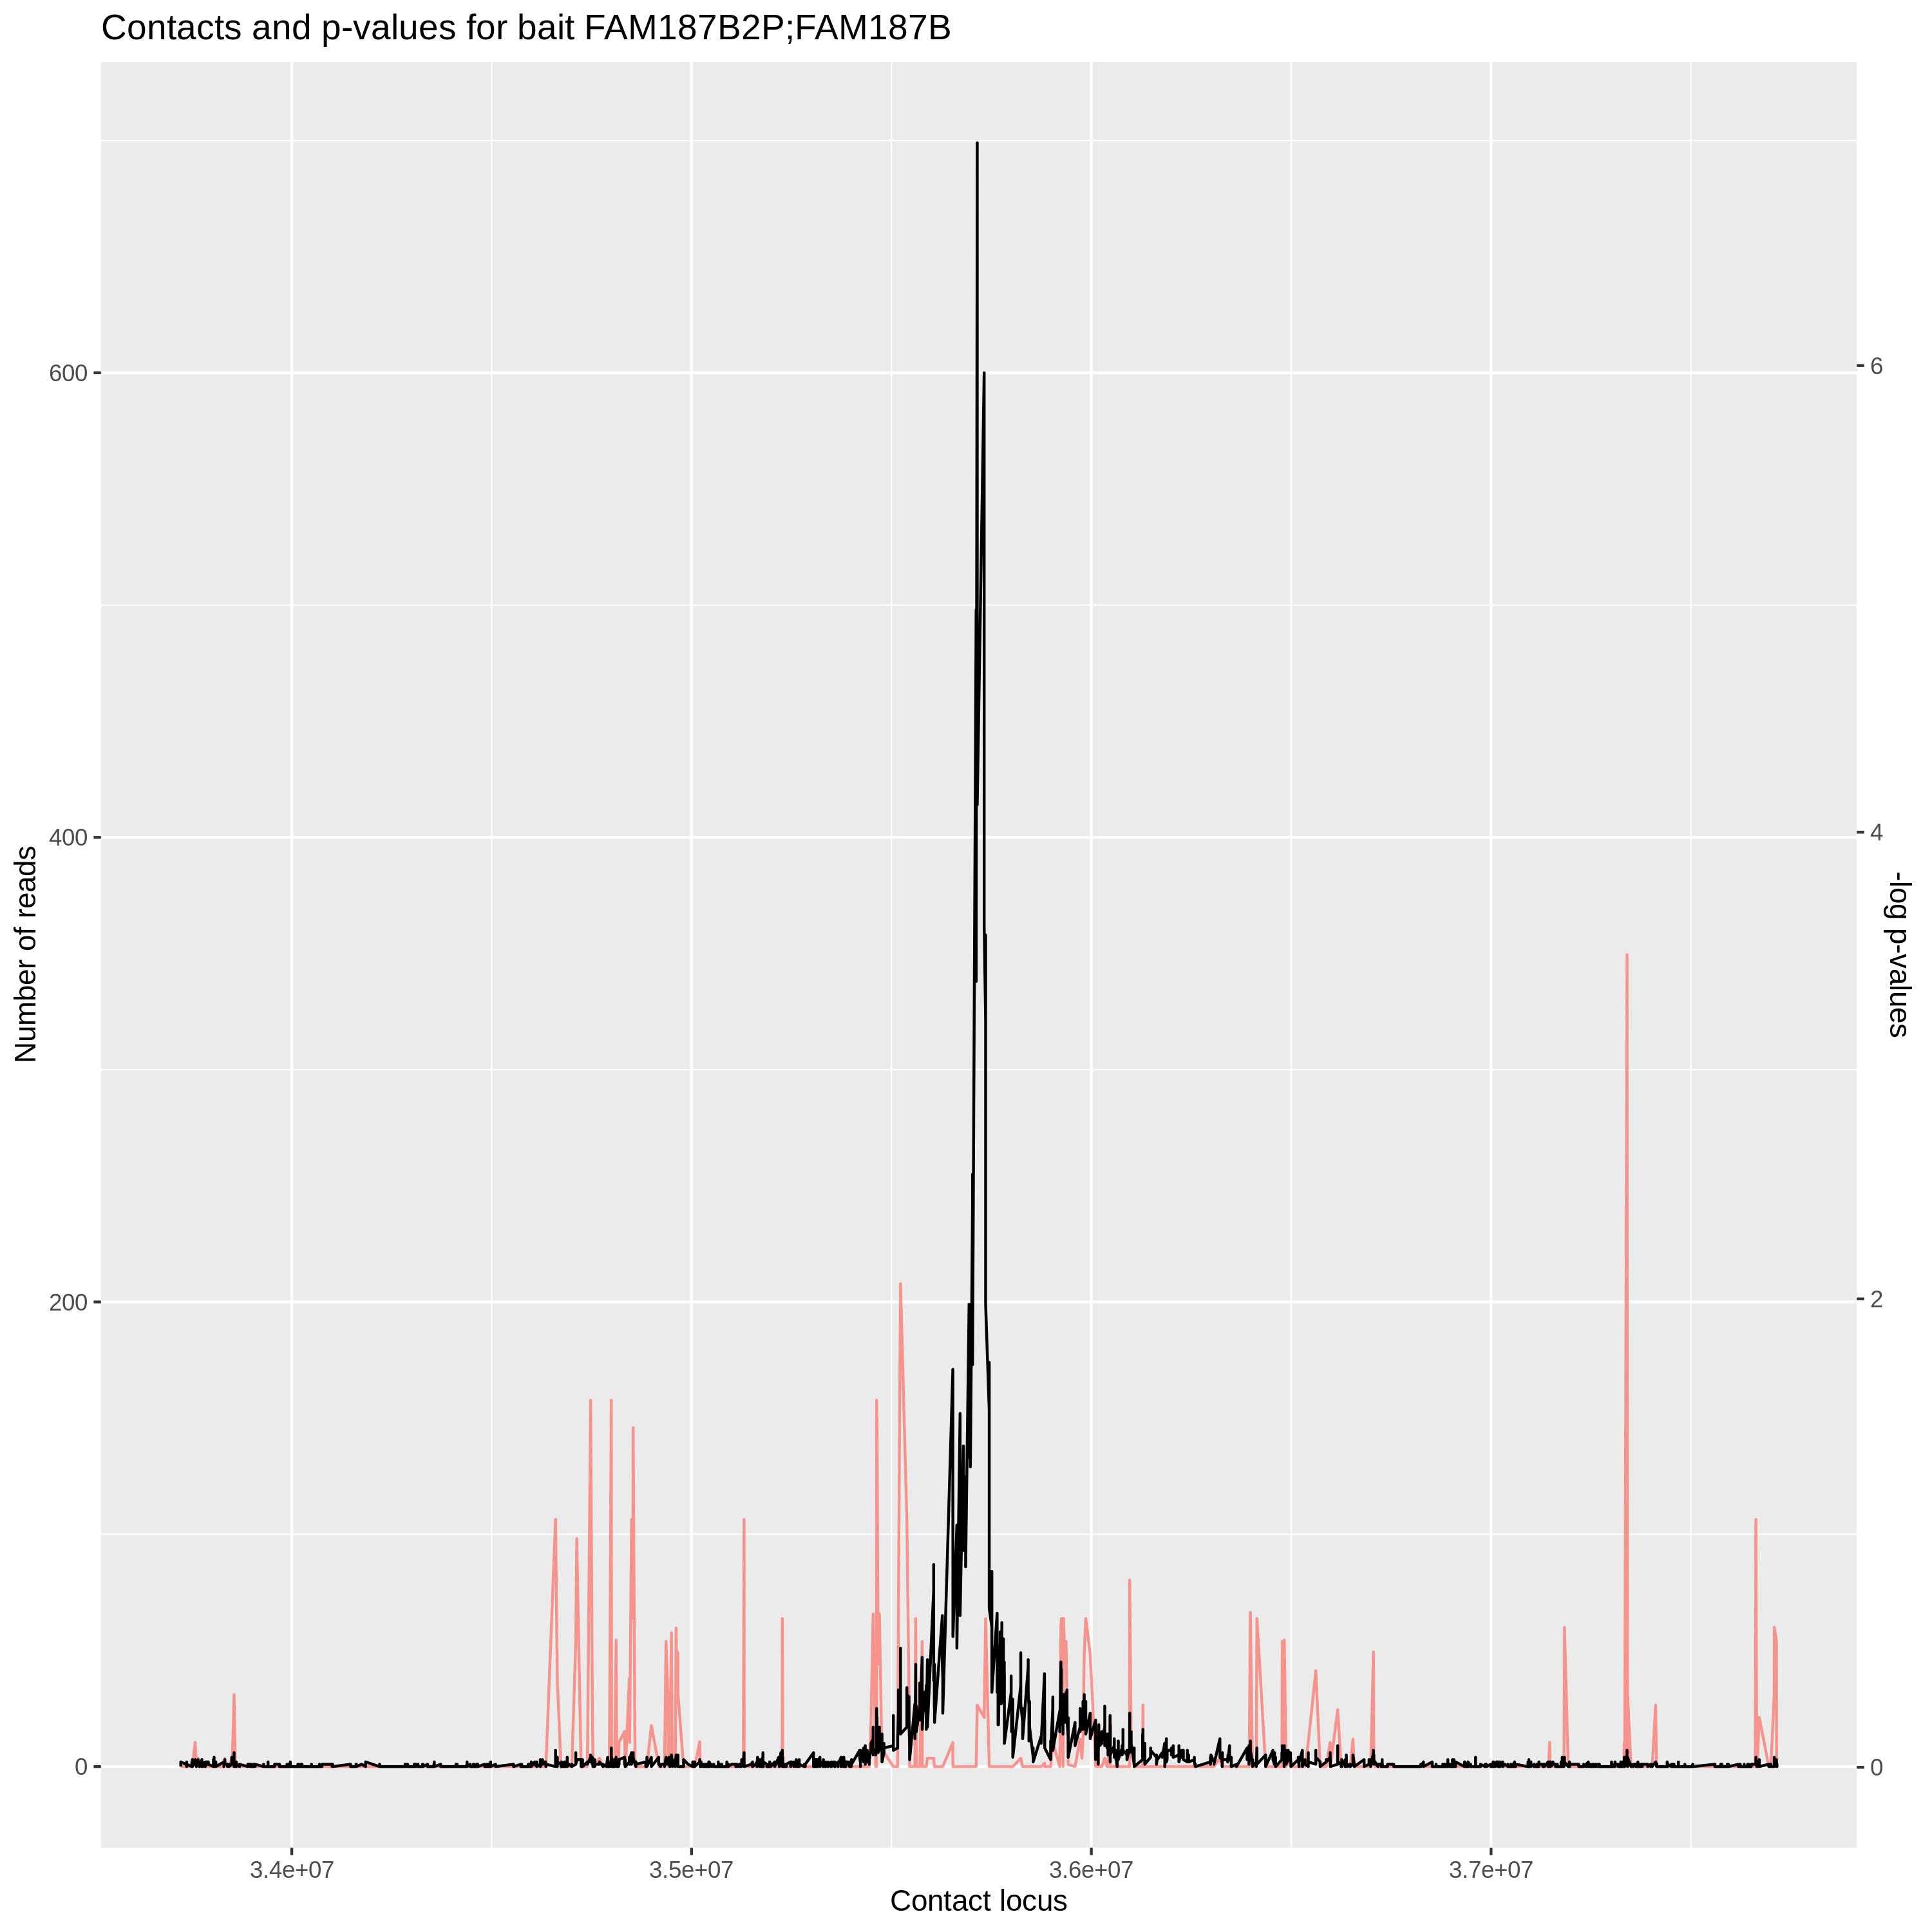 Contacts and p-values for bait FAM187B2P;FAM187B
600
400
200
0
Number of reads
6
4
2
0
-log p-values
3.4e+07 3.5e+07 3.6e+07 3.7e+07
Contact locus